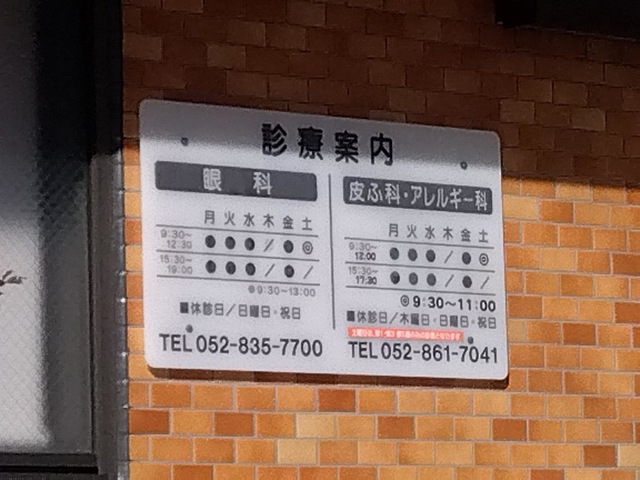 診療案内
眼科
月 火 水 木 金 土
9:30~12:30 ● ● ● ／ ● ◎
15:30~19:00 ● ● ● ／ ● ／
◎9:30~13:00
■休診日／日曜日・祝日
TEL 052-835-7700
皮ふ科・アレルギー科
月 火 水 木 金 土
9:30~12:00 ● ● ● ／ ● ◎
15:30~17:30 ● ● ● ／ ● ／
◎9:30~11:00
■休診日／木曜日・日曜日・祝日
TEL 052-861-7041